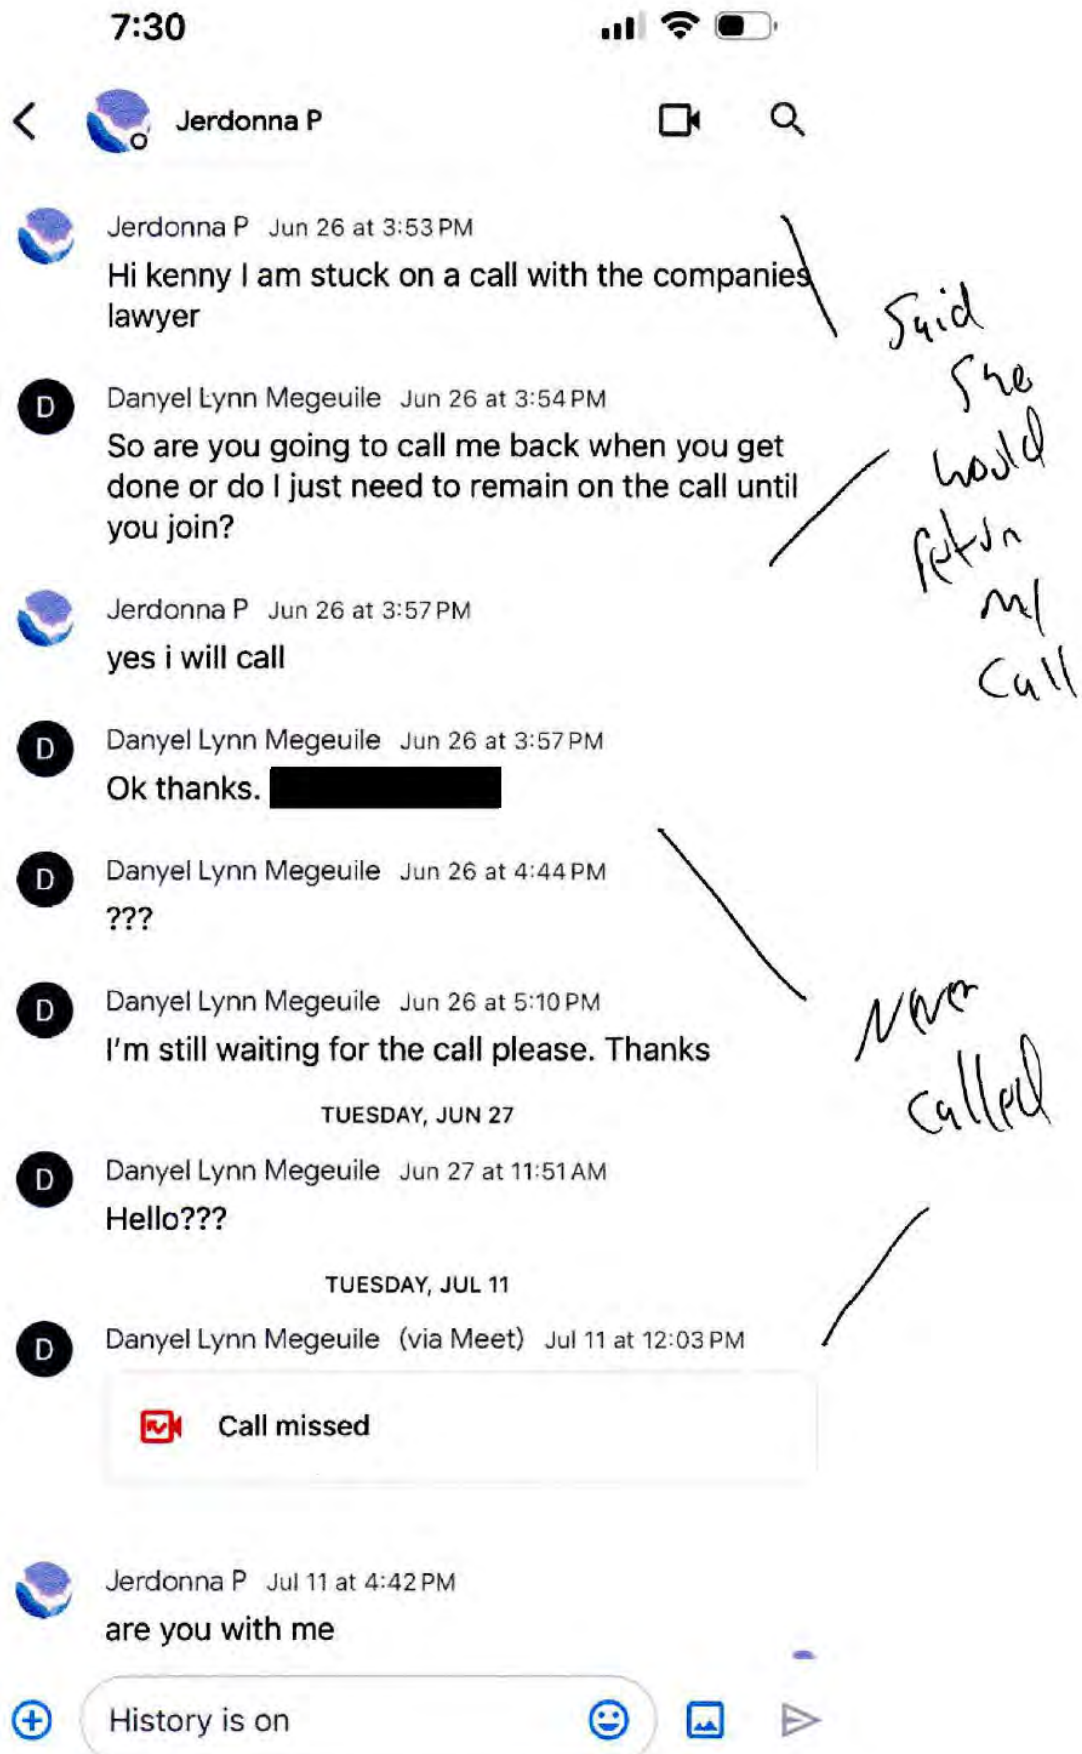 7:30
Jerdonna P
Jerdonna P Jun 26 at 3:53 PM
Hi kenny I am stuck on a call with the companies
lawyer
Said
She
would
return
my
call
D
Danyel Lynn Megeuile Jun 26 at 3:54 PM
So are you going to call me back when you get
done or do I just need to remain on the call until
you join?
Jerdonna P Jun 26 at 3:57 PM
yes i will call
D
Danyel Lynn Megeuile Jun 26 at 3:57 PM
Ok thanks.
D
Danyel Lynn Megeuile Jun 26 at 4:44 PM
???
D
Danyel Lynn Megeuile Jun 26 at 5:10 PM
I'm still waiting for the call please. Thanks
Never
called
TUESDAY, JUN 27
D
Danyel Lynn Megeuile Jun 27 at 11:51 AM
Hello???
TUESDAY, JUL 11
D
Danyel Lynn Megeuile (via Meet) Jul 11 at 12:03 PM
Call missed
Jerdonna P Jul 11 at 4:42 PM
are you with me
History is on